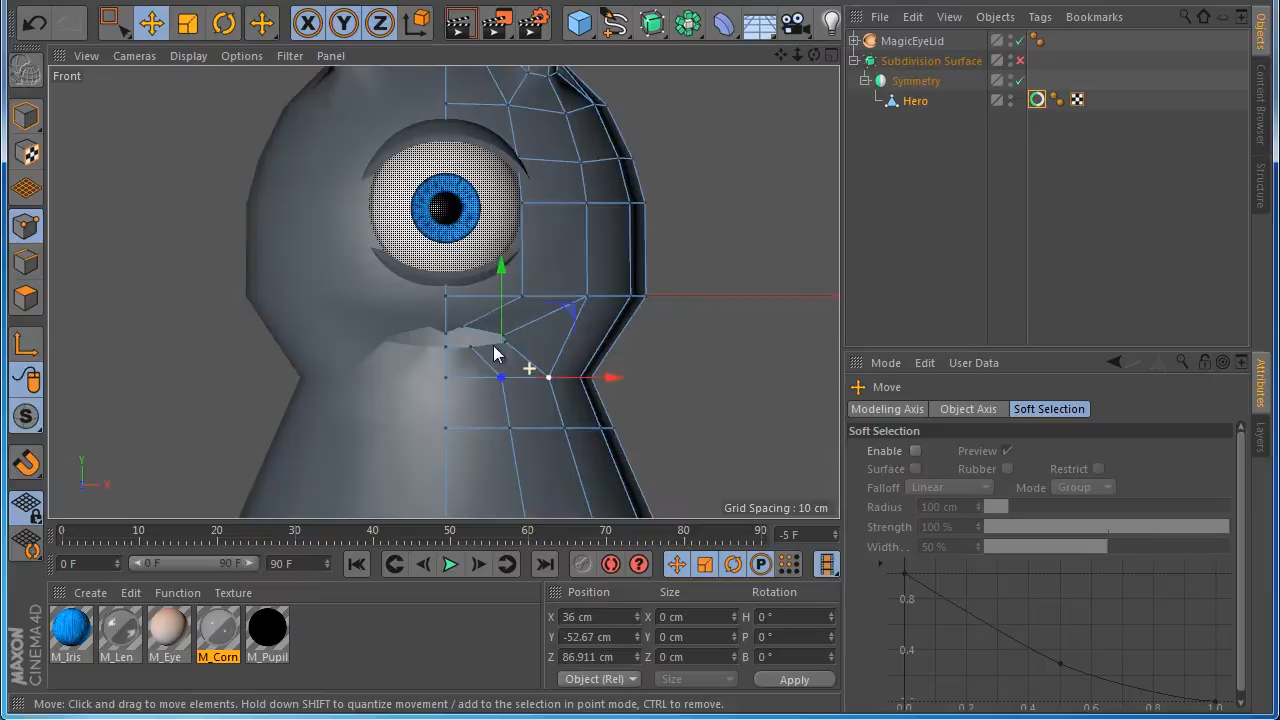 File Edit View Objects Tags Bookmarks
MagicEyeLid
Subdivision Surface
Symmetry
Hero
Objects
Content Browser
Structure
View Cameras Display Options Filter Panel
Front
Y
X
Grid Spacing : 10 cm
Mode Edit User Data
Move
Modeling Axis Object Axis Soft Selection
Soft Selection
Enable Preview
Surface Rubber Restrict
Falloff Linear Mode Group
Radius 100 cm
Strength 100 %
Width . . 50 %
0.8
0.4
0.0 0.2 0.4 0.6 0.8 1.0
Attributes
Layers
0 10 20 30 40 50 60 70 80 90 -5 F
0 F 0 F 90 F 90 F
Create Edit Function Texture
M_Iris M_Len M_Eye M_Corn M_Pupil
Position Size Rotation
X 36 cm X 0 cm H 0 °
Y -52.67 cm Y 0 cm P 0 °
Z 86.911 cm Z 0 cm B 0 °
Object (Rel) Size Apply
MAXON
CINEMA 4D
Move: Click and drag to move elements. Hold down SHIFT to quantize movement / add to the selection in point mode, CTRL to remove.